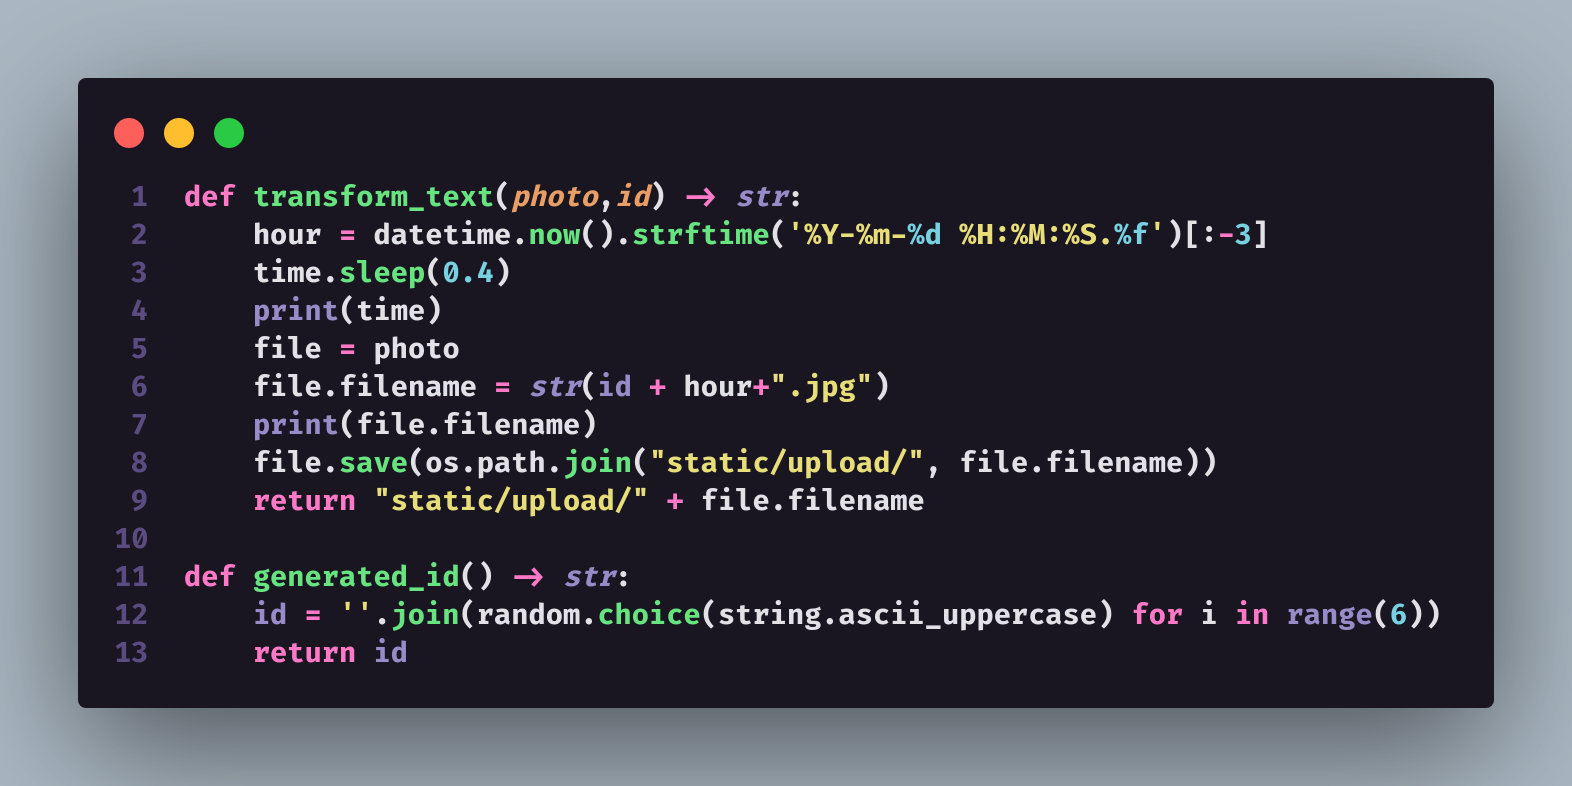 1 def transform_text(photo,id) -> str:
2     hour = datetime.now().strftime('%Y-%m-%d %H:%M:%S.%f')[:-3]
3     time.sleep(0.4)
4     print(time)
5     file = photo
6     file.filename = str(id + hour+".jpg")
7     print(file.filename)
8     file.save(os.path.join("static/upload/", file.filename))
9     return "static/upload/" + file.filename
10
11 def generated_id() -> str:
12     id = ''.join(random.choice(string.ascii_uppercase) for i in range(6))
13     return id